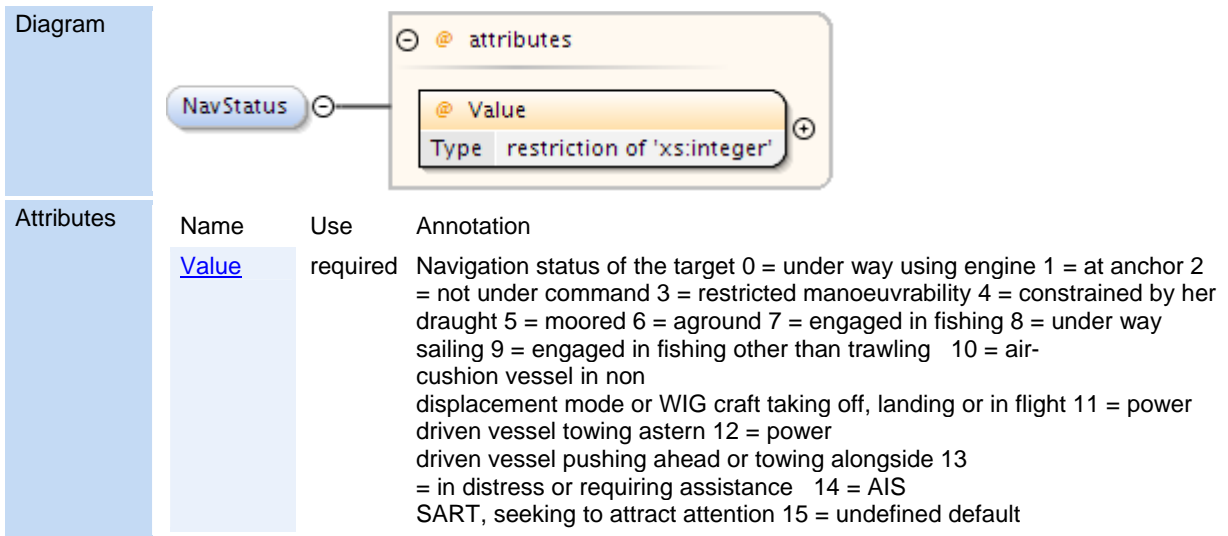 Diagram
@ attributes
NavStatus
@ Value
Type restriction of 'xs:integer'
Attributes
Name Use Annotation
Value required Navigation status of the target 0 = under way using engine 1 = at anchor 2
= not under command 3 = restricted manoeuvrability 4 = constrained by her
draught 5 = moored 6 = aground 7 = engaged in fishing 8 = under way
sailing 9 = engaged in fishing other than trawling 10 = air-
cushion vessel in non
displacement mode or WIG craft taking off, landing or in flight 11 = power
driven vessel towing astern 12 = power
driven vessel pushing ahead or towing alongside 13
= in distress or requiring assistance 14 = AIS
SART, seeking to attract attention 15 = undefined default